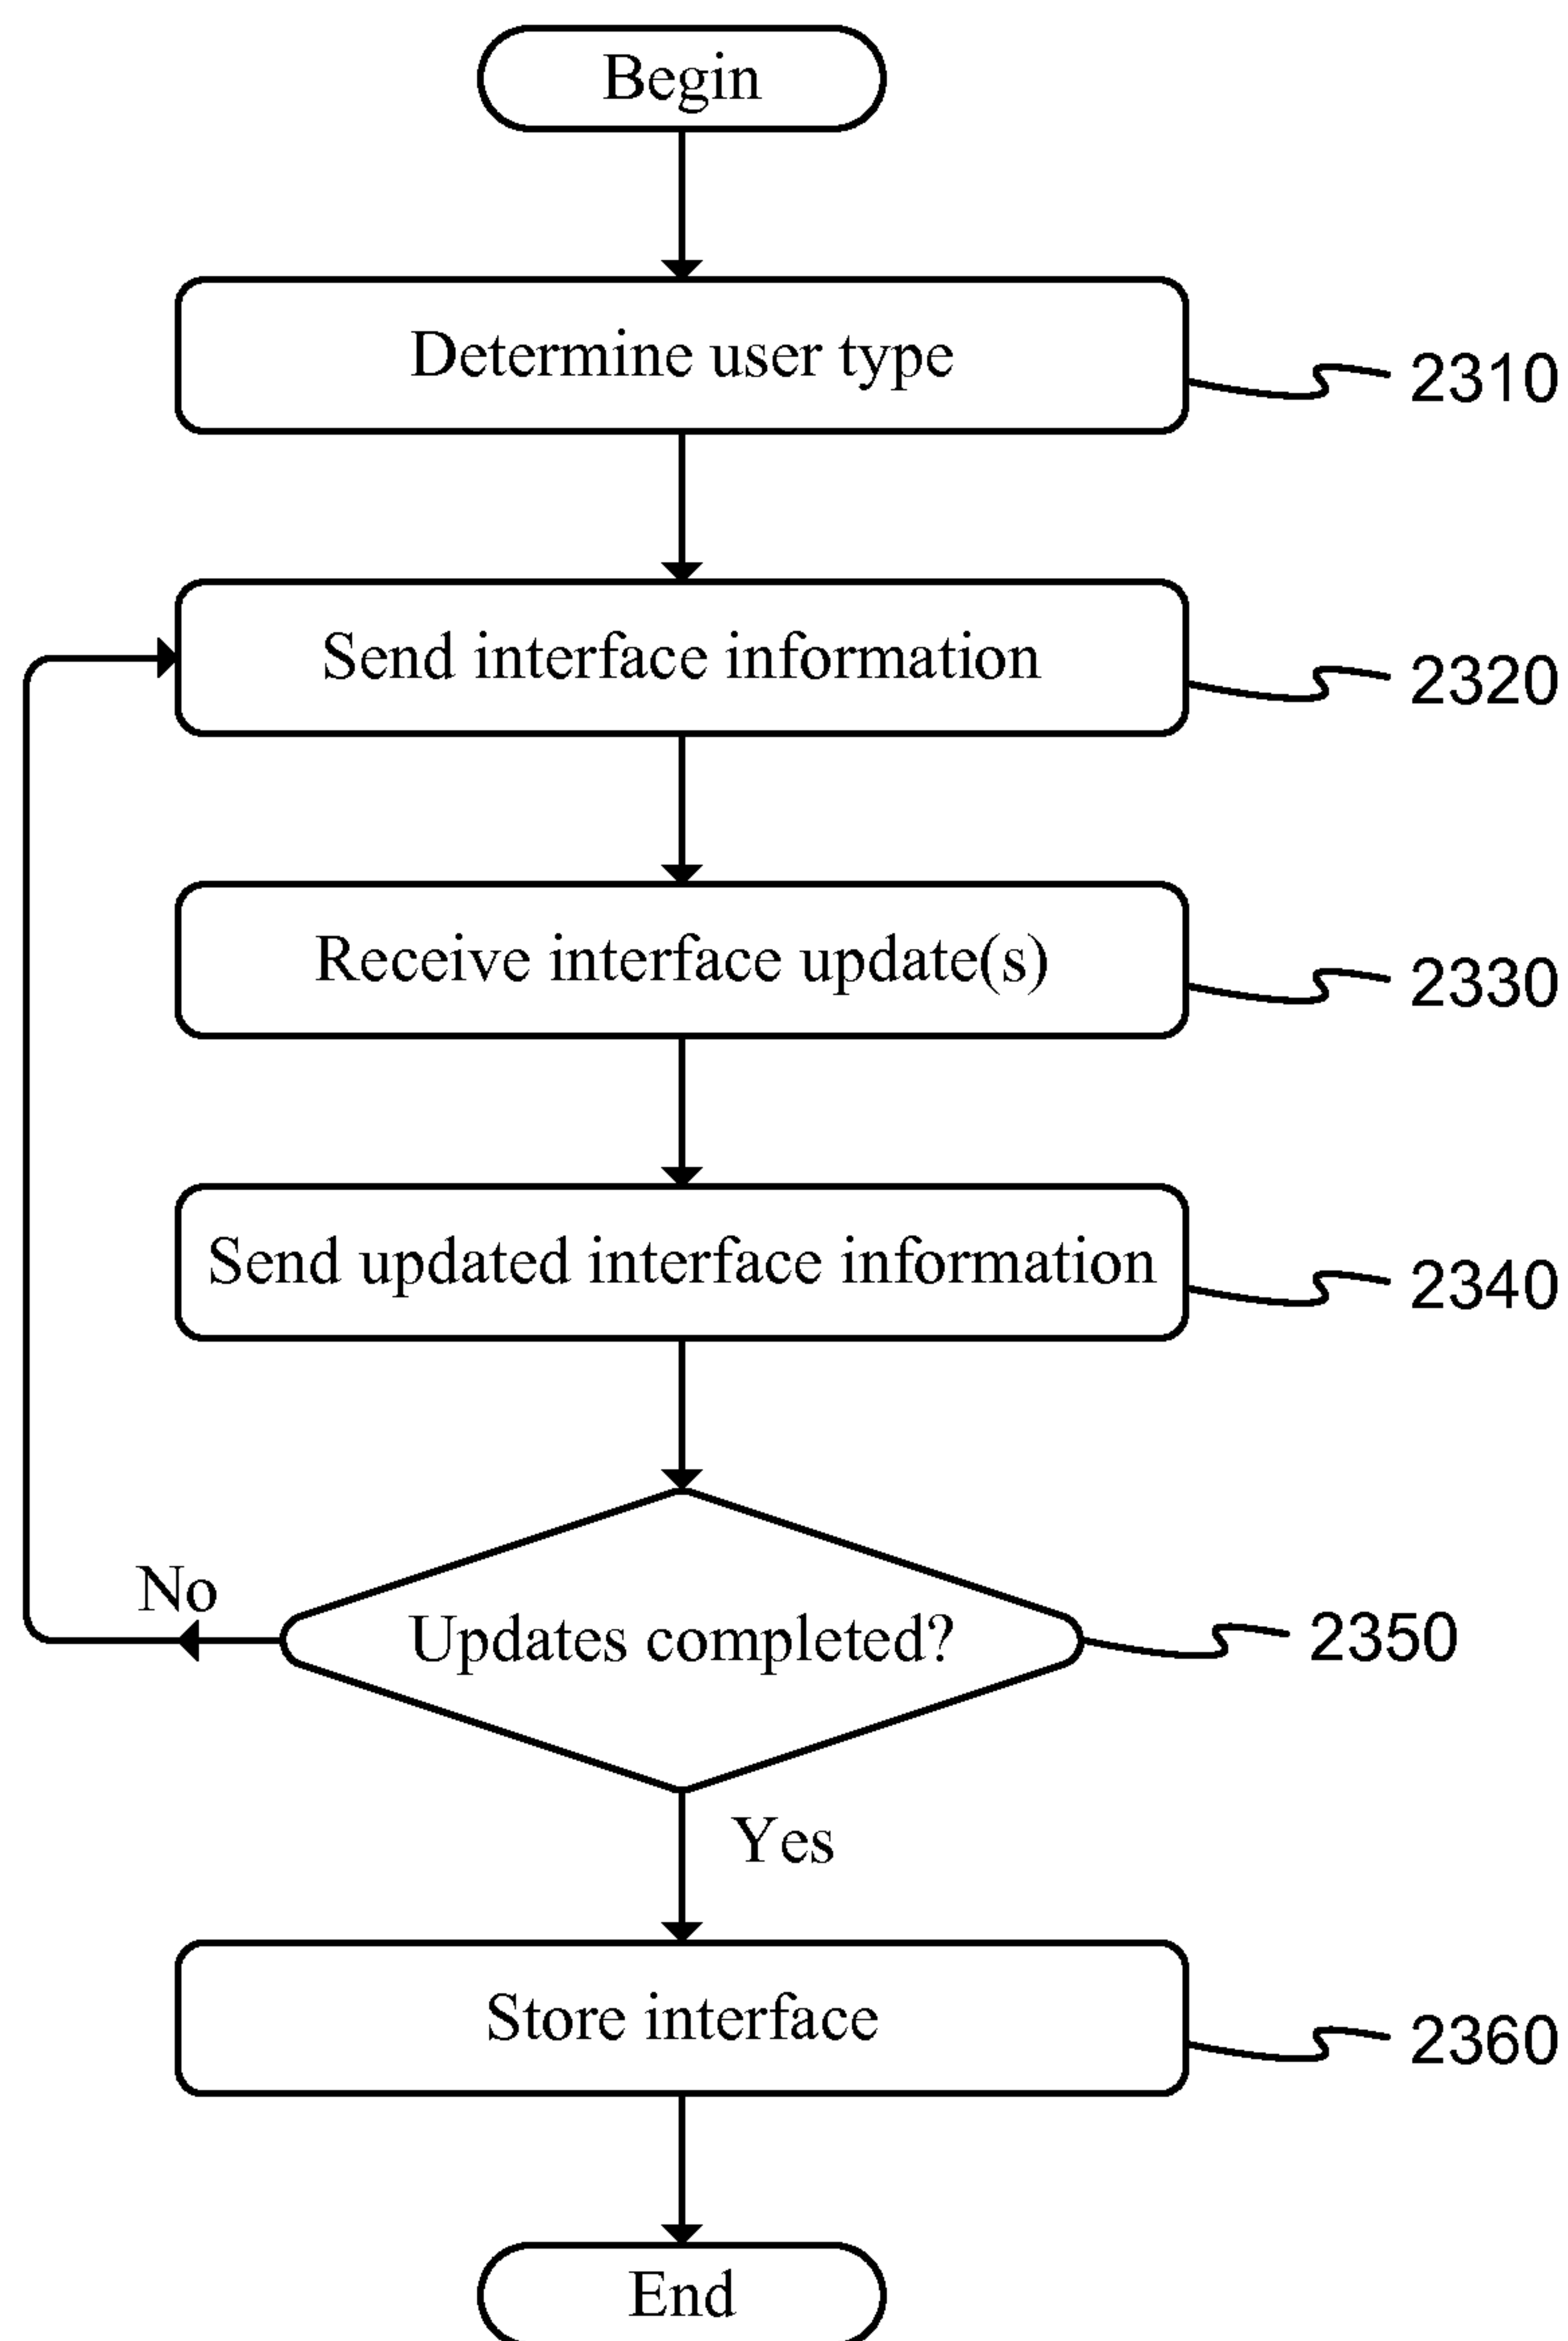 Begin
Determine user type
2310
Send interface information
2320
Receive interface update(s)
2330
Send updated interface information
2340
No
Updates completed?
2350
Yes
Store interface
2360
End